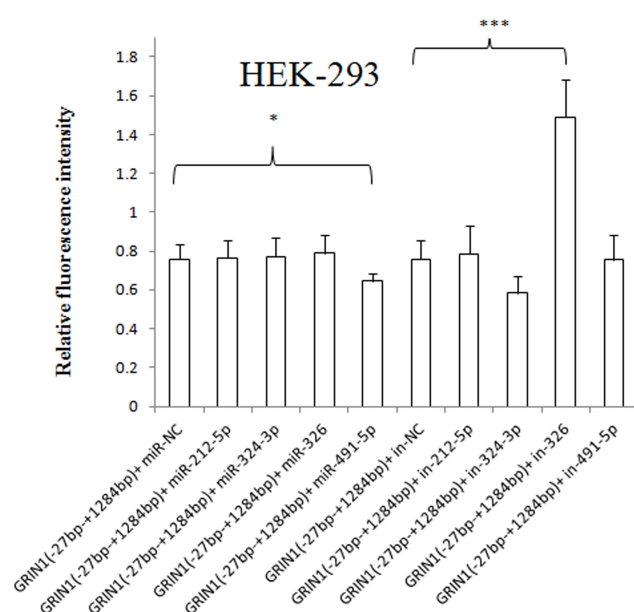 ***
HEK-293
*
Relative fluorescence intensity
1.8
1.6
1.4
1.2
1
0.8
0.6
0.4
0.2
0
GRIN1(-27bp-+1284bp)+ miR-NC
GRIN1(-27bp-+1284bp)+ miR-212-5p
GRIN1(-27bp-+1284bp)+ miR-324-3p
GRIN1(-27bp-+1284bp)+ miR-326
GRIN1(-27bp-+1284bp)+ miR-491-5p
GRIN1(-27bp-+1284bp)+ in-NC
GRIN1(-27bp-+1284bp)+ in-212-5p
GRIN1(-27bp-+1284bp)+ in-324-3p
GRIN1(-27bp-+1284bp)+ in-326
GRIN1(-27bp-+1284bp)+ in-491-5p